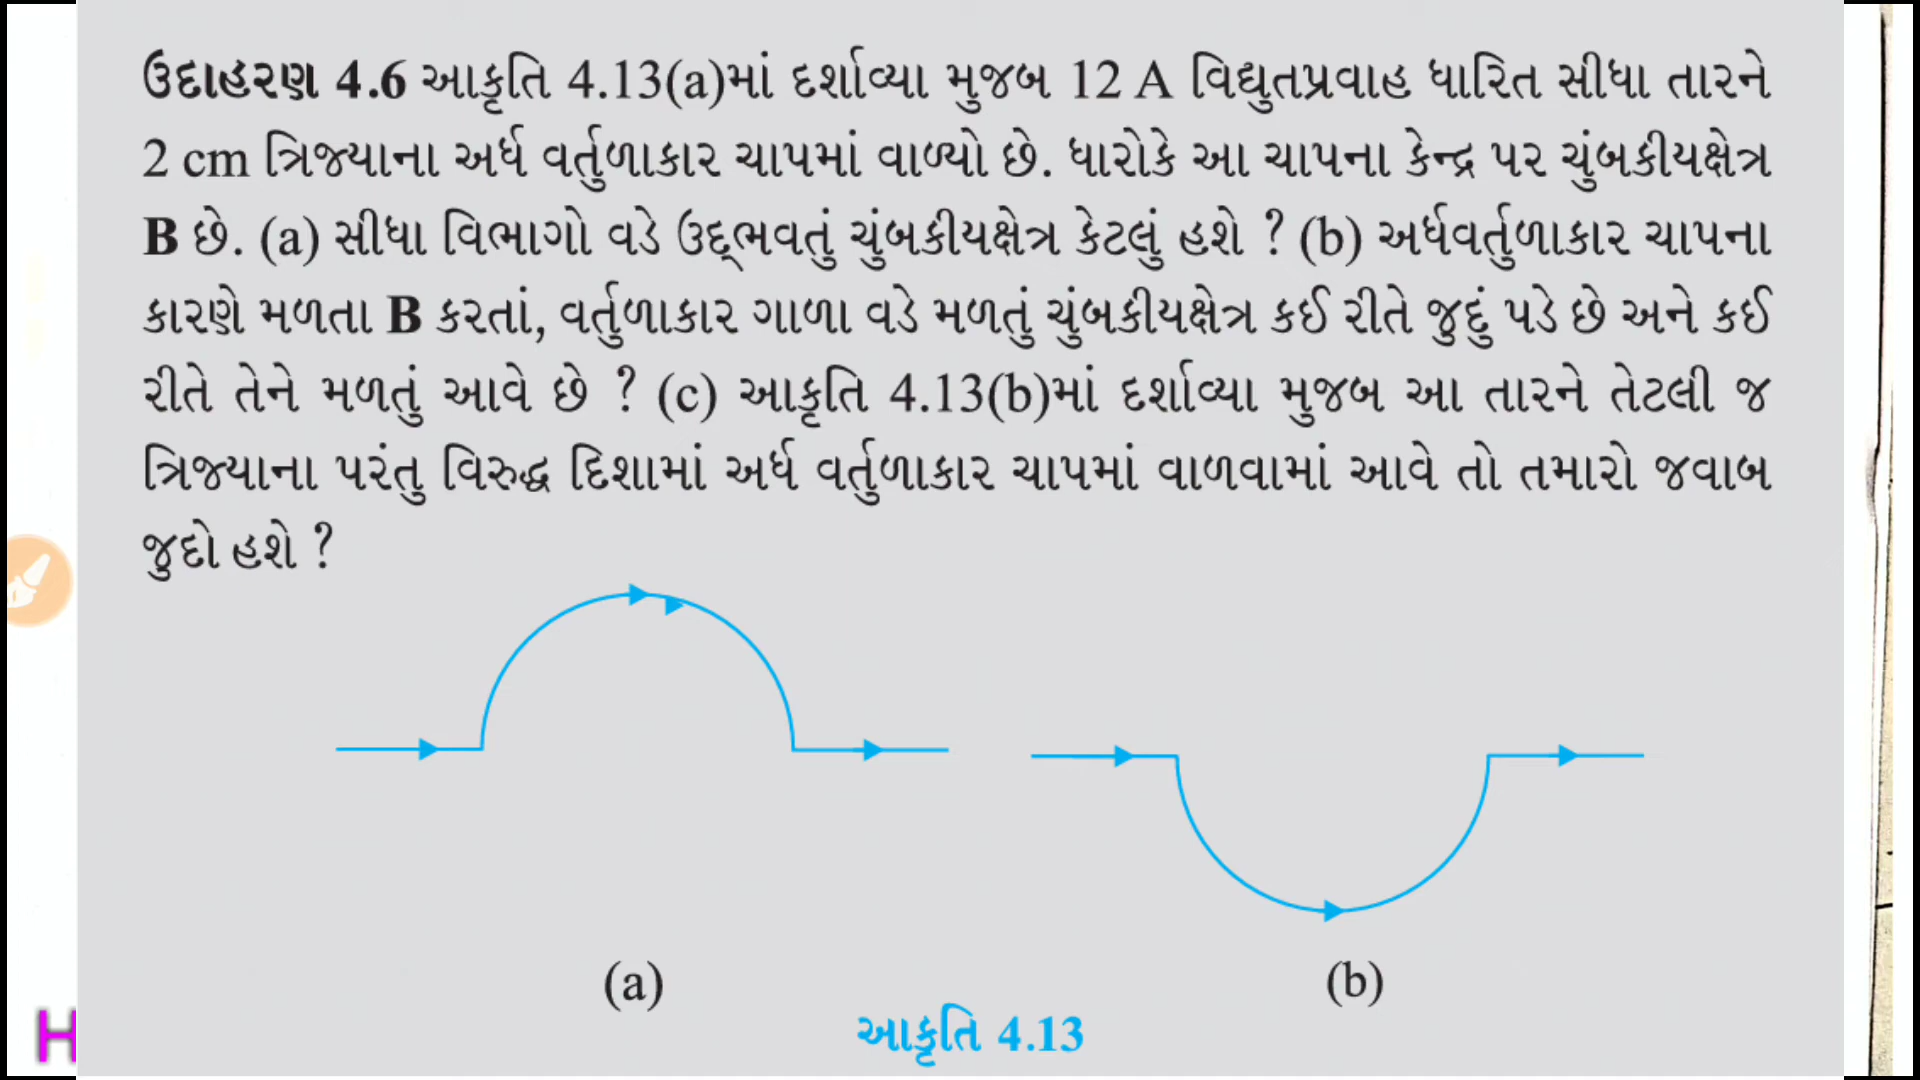 ઉદાહરણ 4.6 આકૃતિ 4.13(a)માં દર્શાવ્યા મુજબ 12 A વિદ્યુતપ્રવાહ ધારિત સીધા તારને
2 cm ત્રિજ્યાના અર્ધ વર્તુળાકાર ચાપમાં વાળ્યો છે. ધારોકે આ ચાપના કેન્દ્ર પર ચુંબકીયક્ષેત્ર
B છે. (a) સીધા વિભાગો વડે ઉદ્‌ભવતું ચુંબકીયક્ષેત્ર કેટલું હશે ? (b) અર્ધવર્તુળાકાર ચાપના
કારણે મળતા B કરતાં, વર્તુળાકાર ગાળા વડે મળતું ચુંબકીયક્ષેત્ર કઈ રીતે જુદું પડે છે અને કઈ
રીતે તેને મળતું આવે છે ? (c) આકૃતિ 4.13(b)માં દર્શાવ્યા મુજબ આ તારને તેટલી જ
ત્રિજ્યાના પરંતુ વિરુદ્ધ દિશામાં અર્ધ વર્તુળાકાર ચાપમાં વાળવામાં આવે તો તમારો જવાબ
જુદો હશે ?
(a)
(b)
આકૃતિ 4.13
H